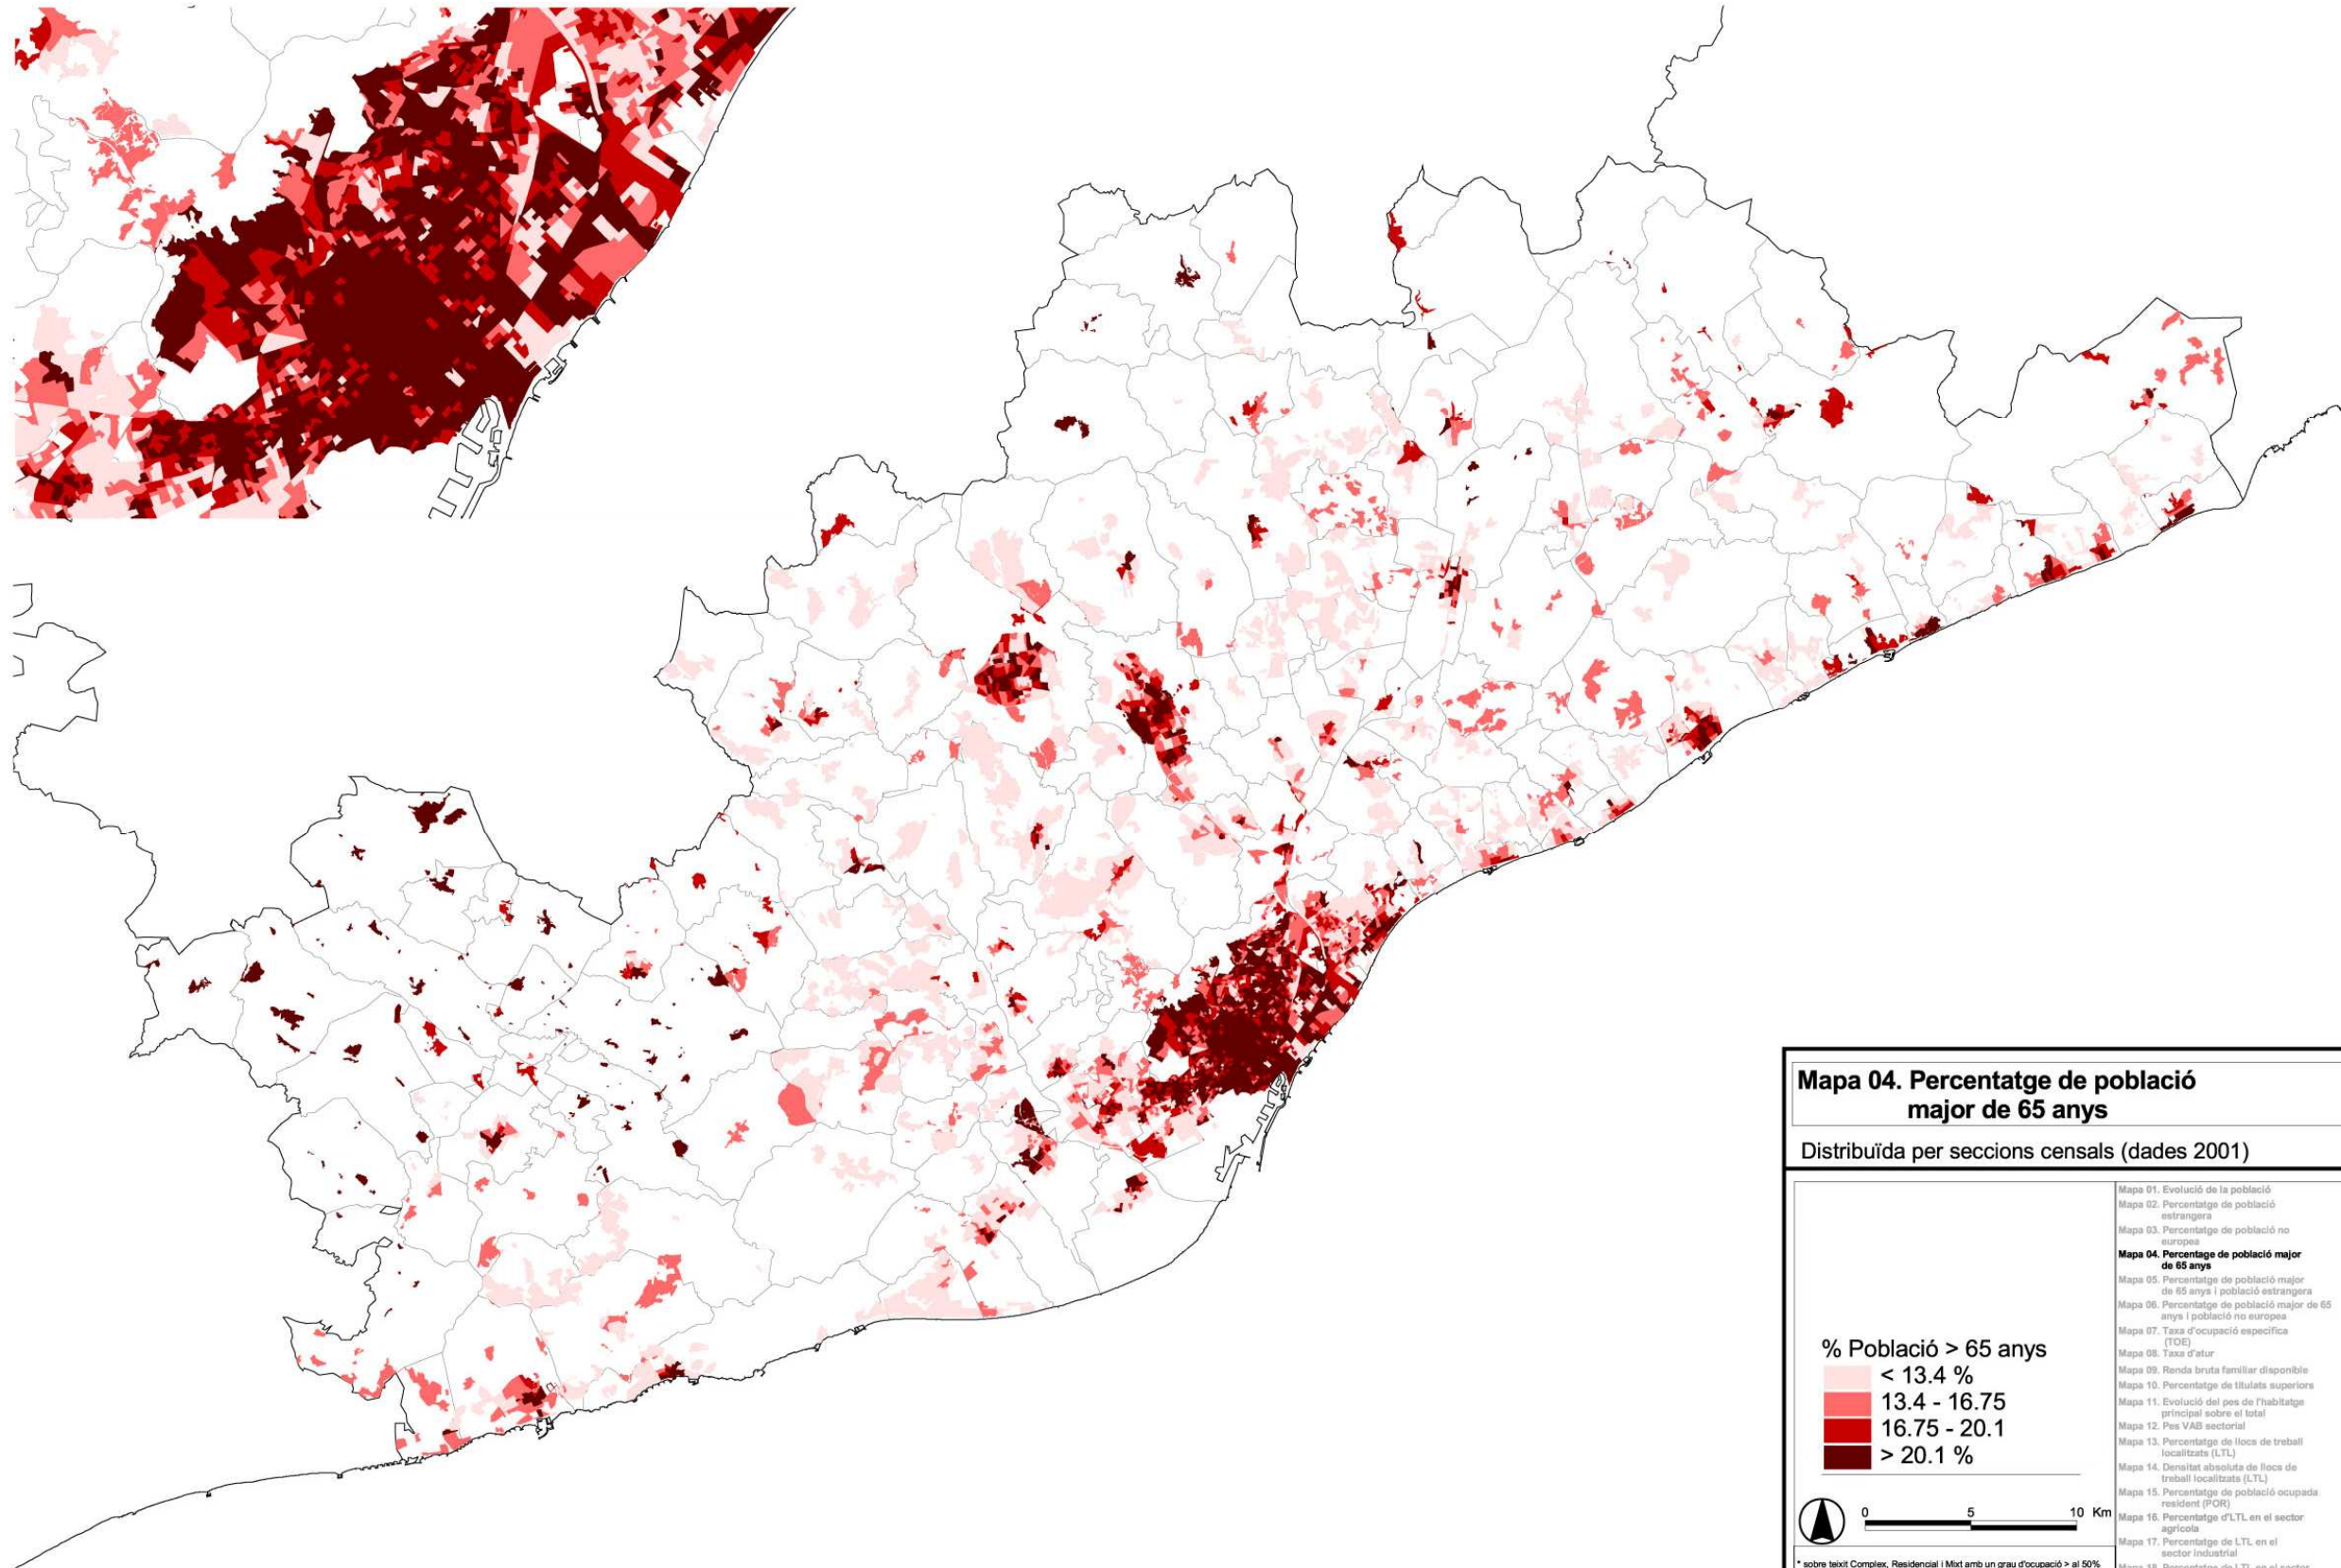 Mapa 04. Percentatge de població
major de 65 anys
Distribuïda per seccions censals (dades 2001)
% Població > 65 anys
< 13.4 %
13.4 - 16.75
16.75 - 20.1
> 20.1 %
0 5 10 Km
* sobre teixit Complex, Residencial i Mixt amb un grau d'ocupació > al 50%
Mapa 01. Evolució de la població
Mapa 02. Percentatge de població
estrangera
Mapa 03. Percentatge de població no
europea
Mapa 04. Percentage de població major
de 65 anys
Mapa 05. Percentatge de població major
de 65 anys i població estrangera
Mapa 06. Percentatge de població major de 65
anys i població no europea
Mapa 07. Taxa d'ocupació específica
(TOE)
Mapa 08. Taxa d'atur
Mapa 09. Renda bruta familiar disponible
Mapa 10. Percentatge de titulats superiors
Mapa 11. Evolució del pes de l'habitatge
principal sobre el total
Mapa 12. Pes VAB sectorial
Mapa 13. Percentatge de llocs de treball
localitzats (LTL)
Mapa 14. Densitat absoluta de llocs de
treball localitzats (LTL)
Mapa 15. Percentatge de població ocupada
resident (POR)
Mapa 16. Percentatge d'LTL en el sector
agrícola
Mapa 17. Percentatge de LTL en el
sector industrial
Mapa 18. Percentatge de LTL en el sector